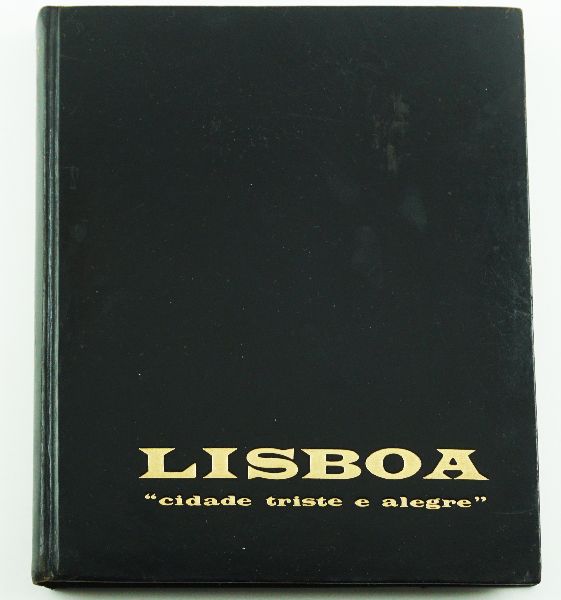 LISBOA
“cidade triste e alegre”